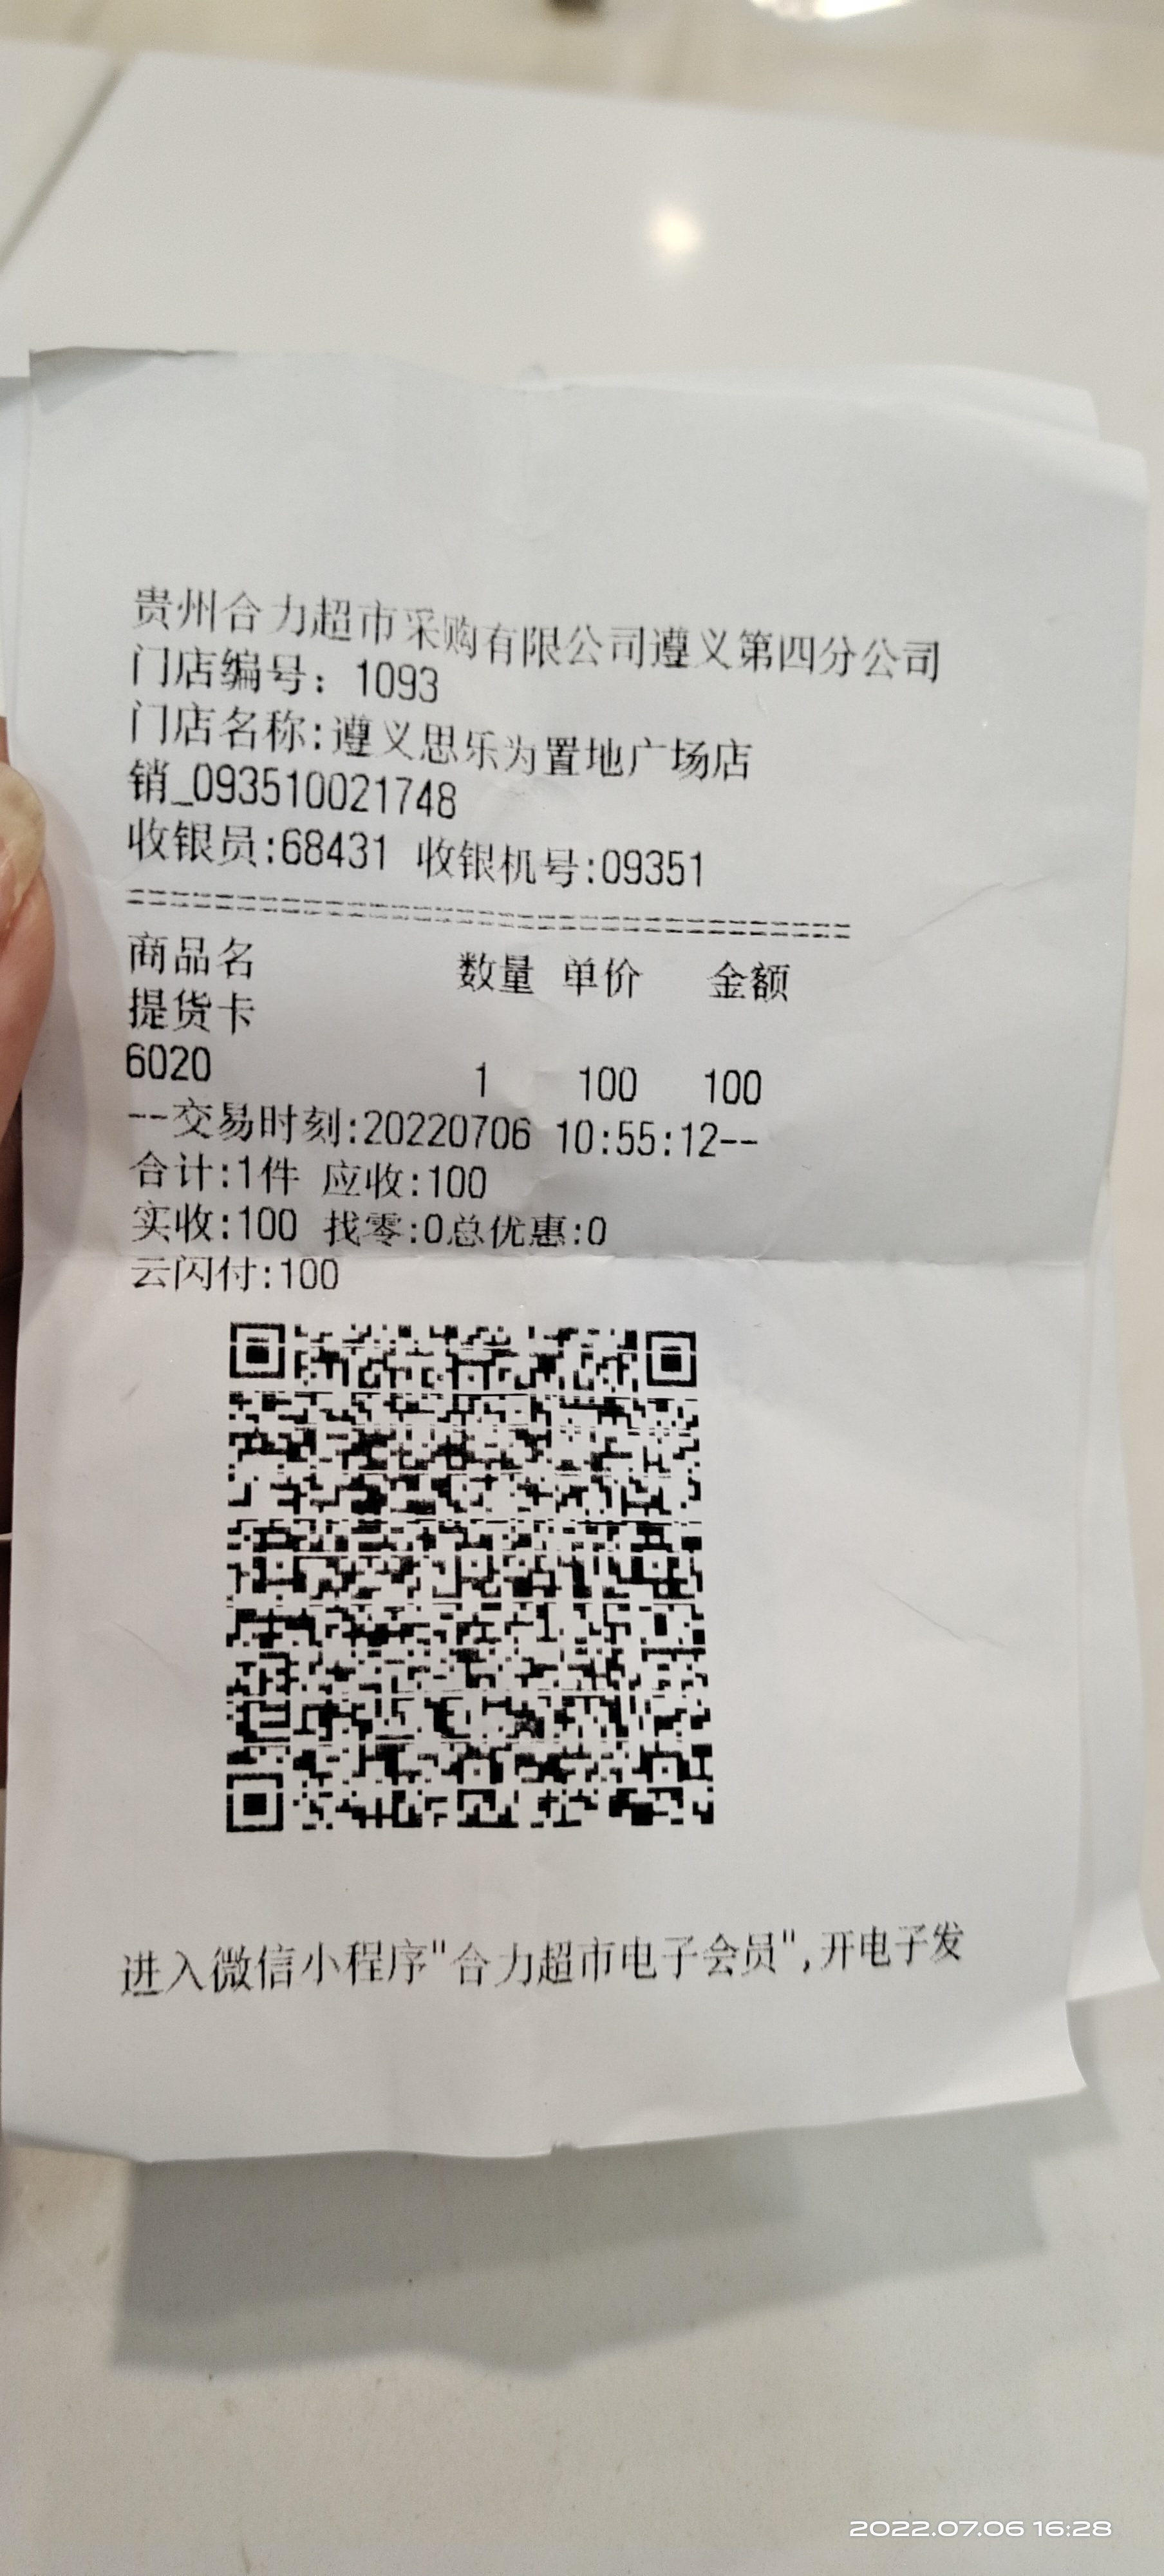 贵州合力超市采购有限公司遵义第四分公司
门店编号：1093
门店名称:遵义思乐为置地广场店
销_093510021748
收银员:68431 收银机号:09351
==================================
商品名 数量 单价 金额
提货卡
6020 1 100 100
--交易时刻:20220706 10:55:12--
合计:1件 应收:100
实收:100 找零:0总优惠:0
云闪付:100
进入微信小程序"合力超市电子会员",开电子发
2022.07.06 16:28